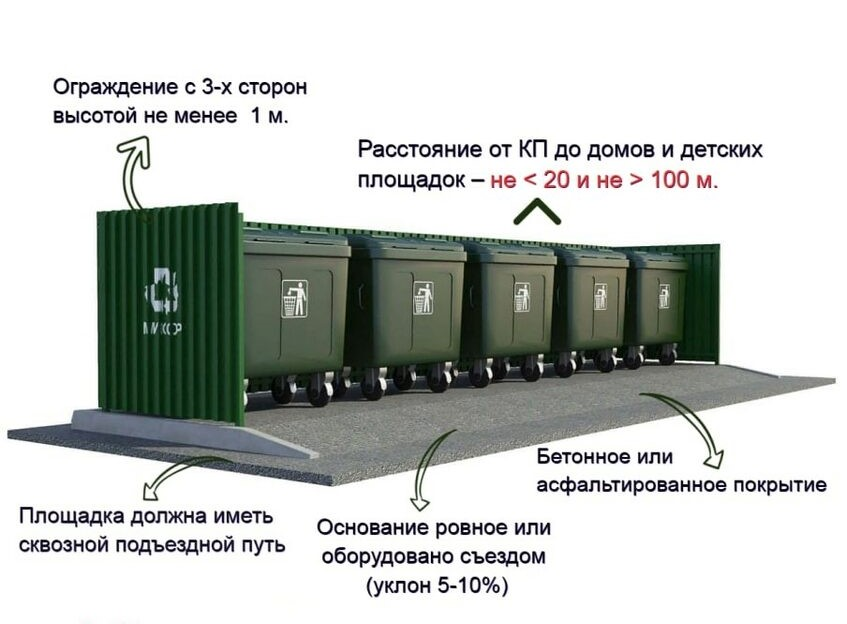 Ограждение с 3-х сторон
высотой не менее 1 м.
Расстояние от КП до домов и детских
площадок – не < 20 и не > 100 м.
Бетонное или
асфальтированное покрытие
Площадка должна иметь
сквозной подъездной путь
Основание ровное или
оборудовано съездом
(уклон 5-10%)